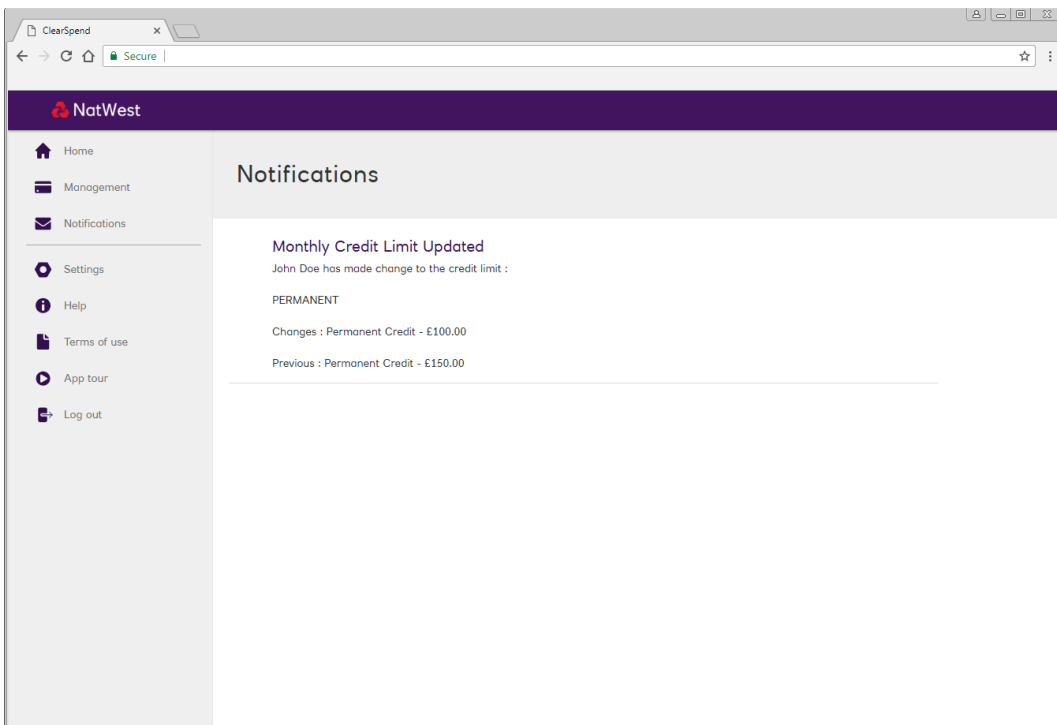 ClearSpend
Secure
NatWest
Home
Management
Notifications
Settings
Help
Terms of use
App tour
Log out
Notifications
Monthly Credit Limit Updated
John Doe has made change to the credit limit :
PERMANENT
Changes : Permanent Credit - £100.00
Previous : Permanent Credit - £150.00